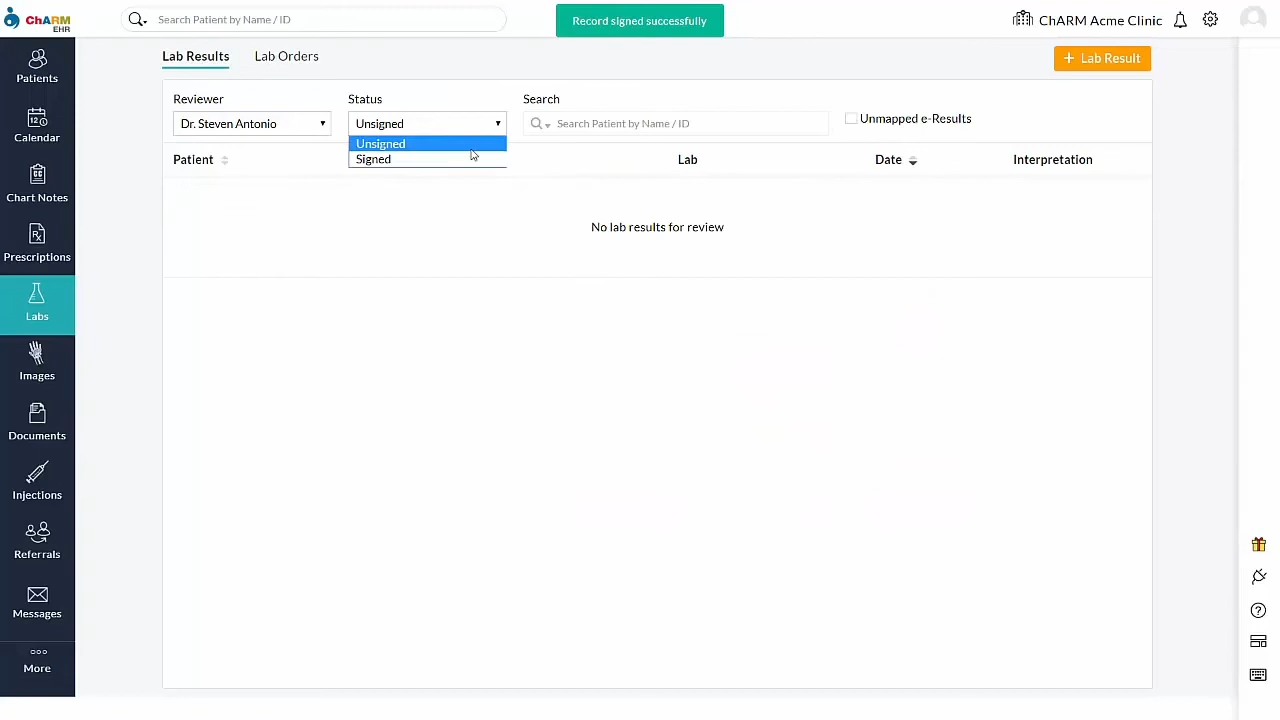 ChARM
EHR
Search Patient by Name / ID
Record signed successfully
ChARM Acme Clinic
Patients
12
Calendar
Chart Notes
Rx
Prescriptions
Labs
Images
Documents
Injections
Referrals
Messages
More
Lab Results
Lab Orders
+ Lab Result
Reviewer
Status
Search
Dr. Steven Antonio
Unsigned
Search Patient by Name / ID
Unmapped e-Results
Unsigned
Signed
Patient
Lab
Date
Interpretation
No lab results for review